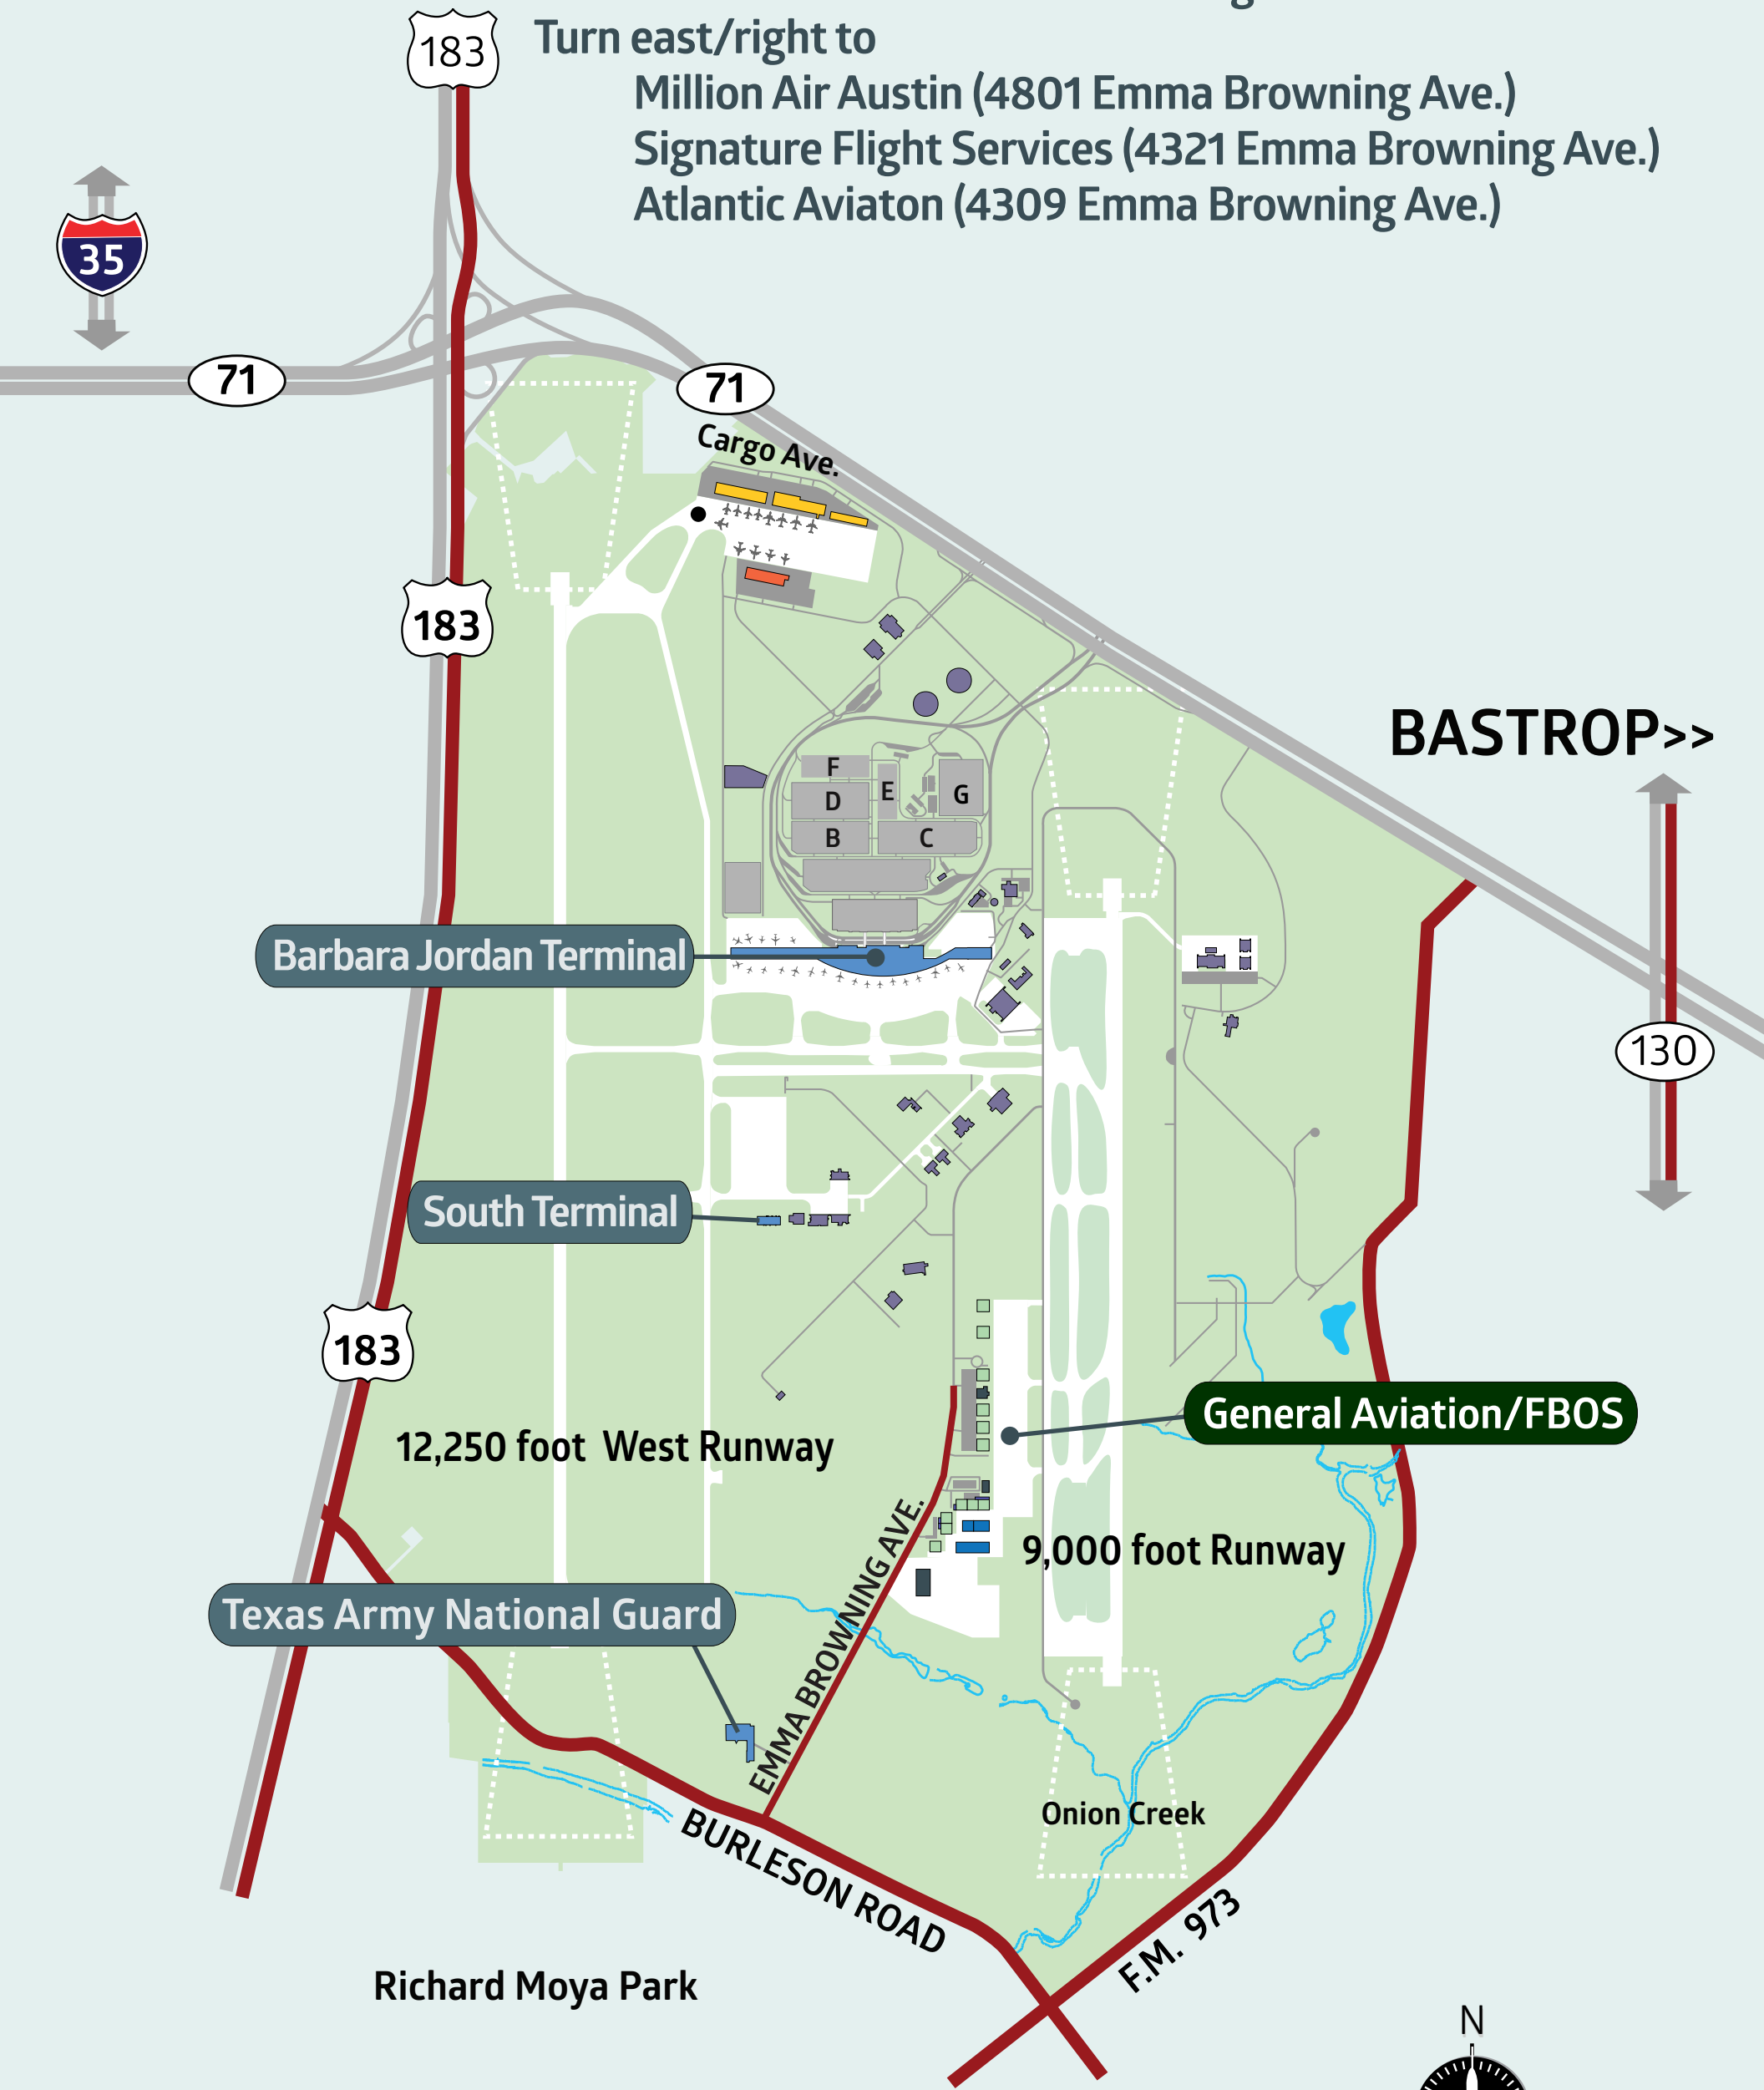 183
Turn east/right to
Million Air Austin (4801 Emma Browning Ave.)
Signature Flight Services (4321 Emma Browning Ave.)
Atlantic Aviaton (4309 Emma Browning Ave.)
35
71
71
Cargo Ave.
183
BASTROP>>
F
D
E
G
B
C
Barbara Jordan Terminal
130
South Terminal
183
General Aviation/FBOS
12,250 foot West Runway
EMMA BROWNING AVE.
9,000 foot Runway
Texas Army National Guard
Onion Creek
BURLESON ROAD
F.M. 973
Richard Moya Park
N